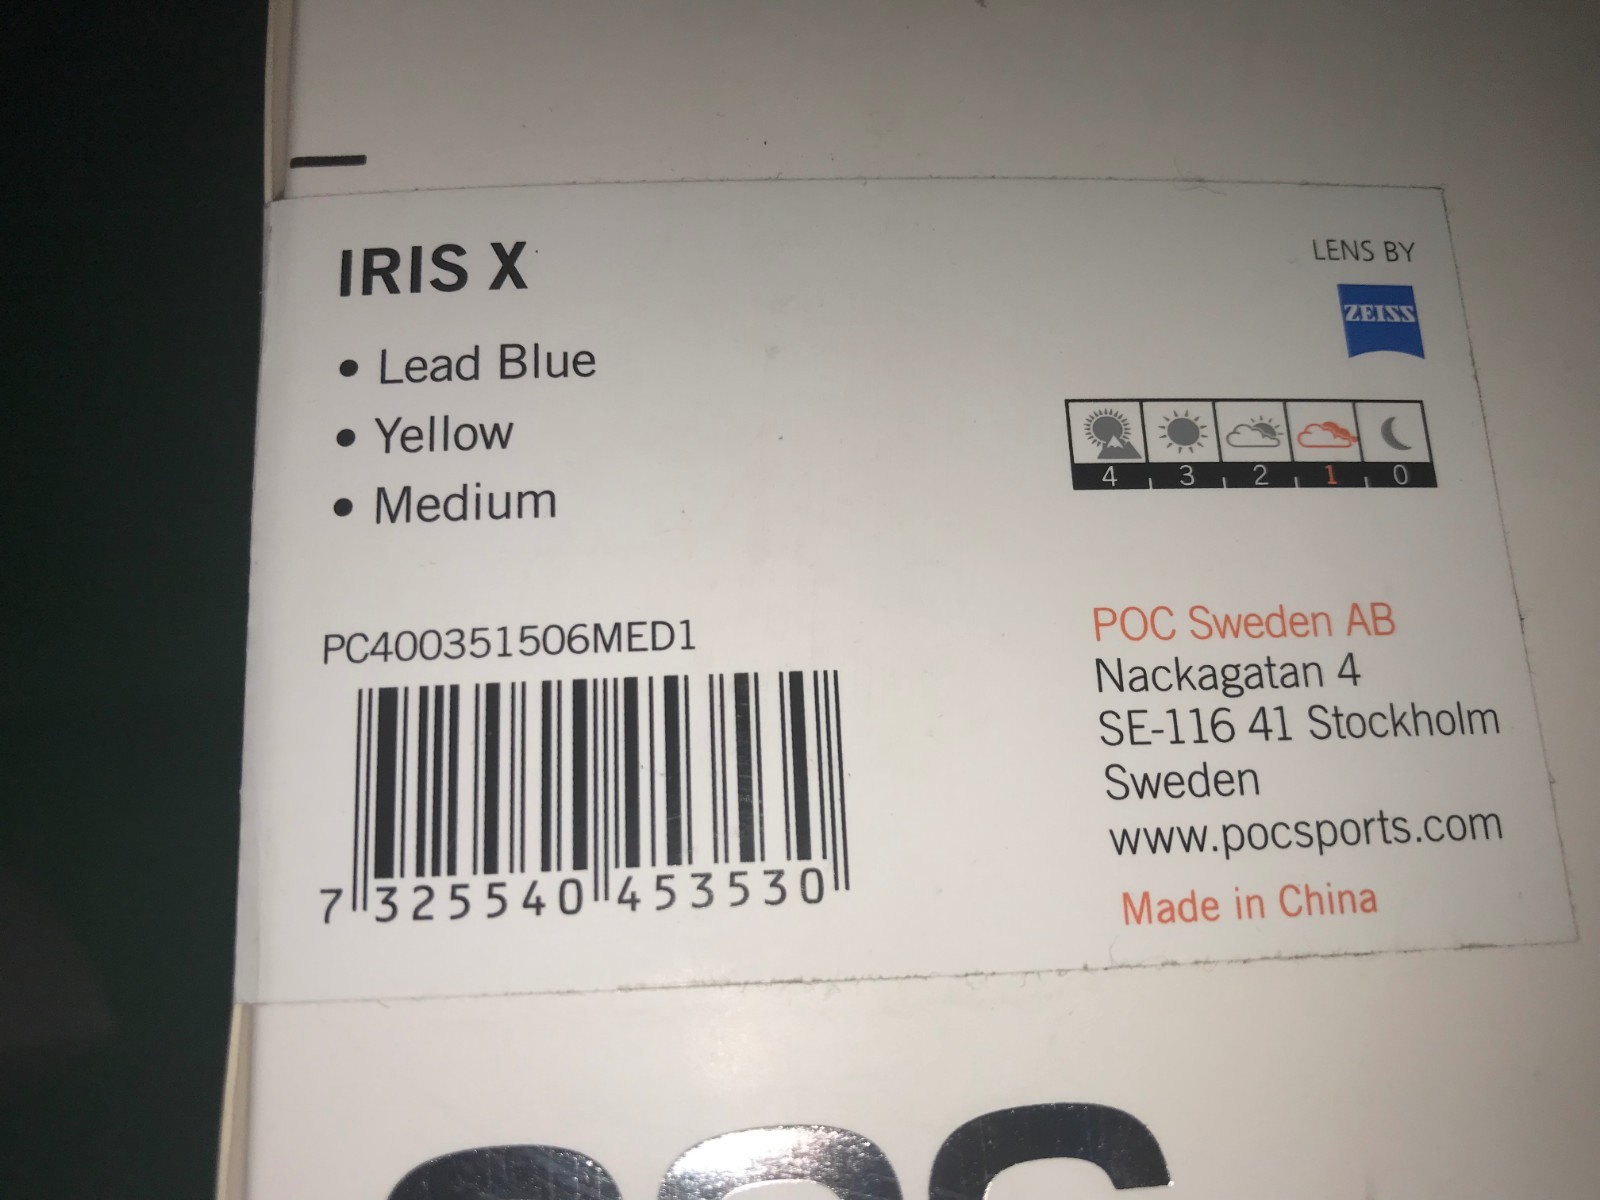 IRIS X
• Lead Blue
• Yellow
• Medium
LENS BY
ZEISS
4 3 2 1 0
PC400351506MED1
7 325540 453530
POC Sweden AB
Nackagatan 4
SE-116 41 Stockholm
Sweden
www.pocsports.com
Made in China